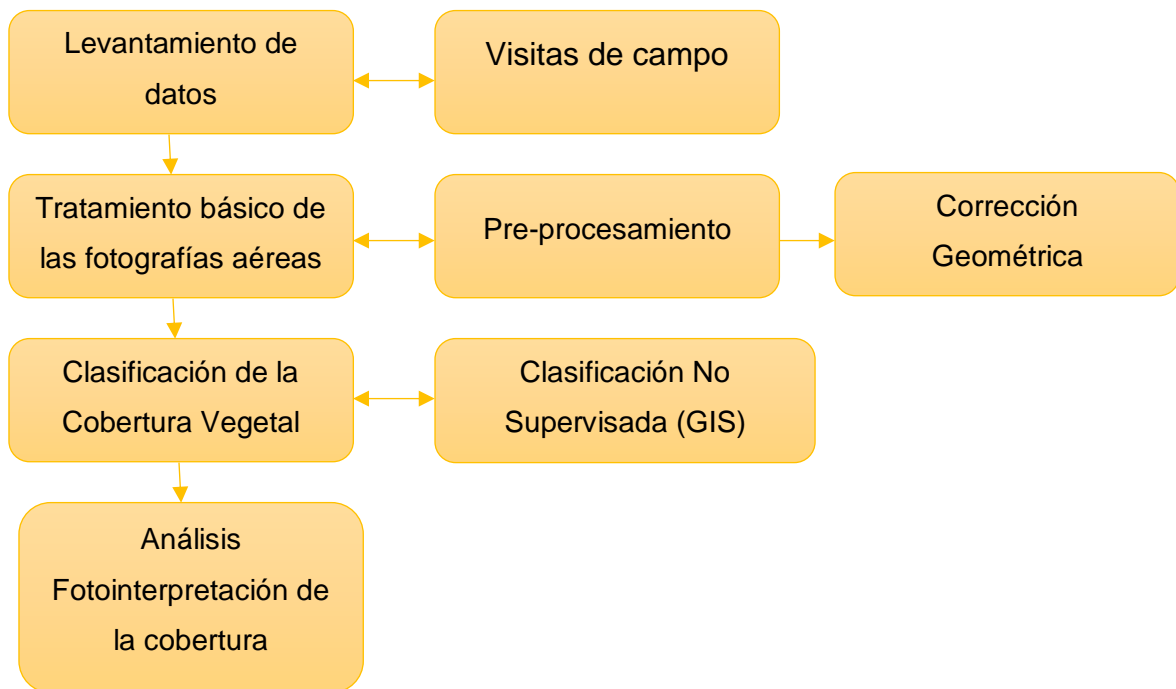 Levantamiento de
datos
Visitas de campo
Tratamiento básico de
las fotografías aéreas
Pre-procesamiento
Corrección
Geométrica
Clasificación de la
Cobertura Vegetal
Clasificación No
Supervisada (GIS)
Análisis
Fotointerpretación de
la cobertura